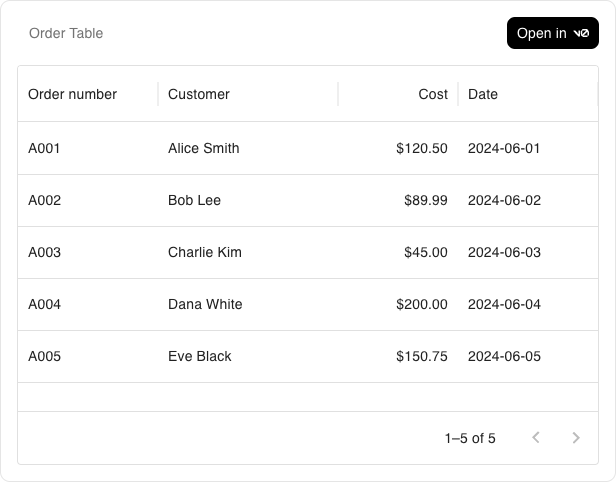 Order Table
Open in v0
Order number Customer Cost Date
A001 Alice Smith $120.50 2024-06-01
A002 Bob Lee $89.99 2024-06-02
A003 Charlie Kim $45.00 2024-06-03
A004 Dana White $200.00 2024-06-04
A005 Eve Black $150.75 2024-06-05
1–5 of 5